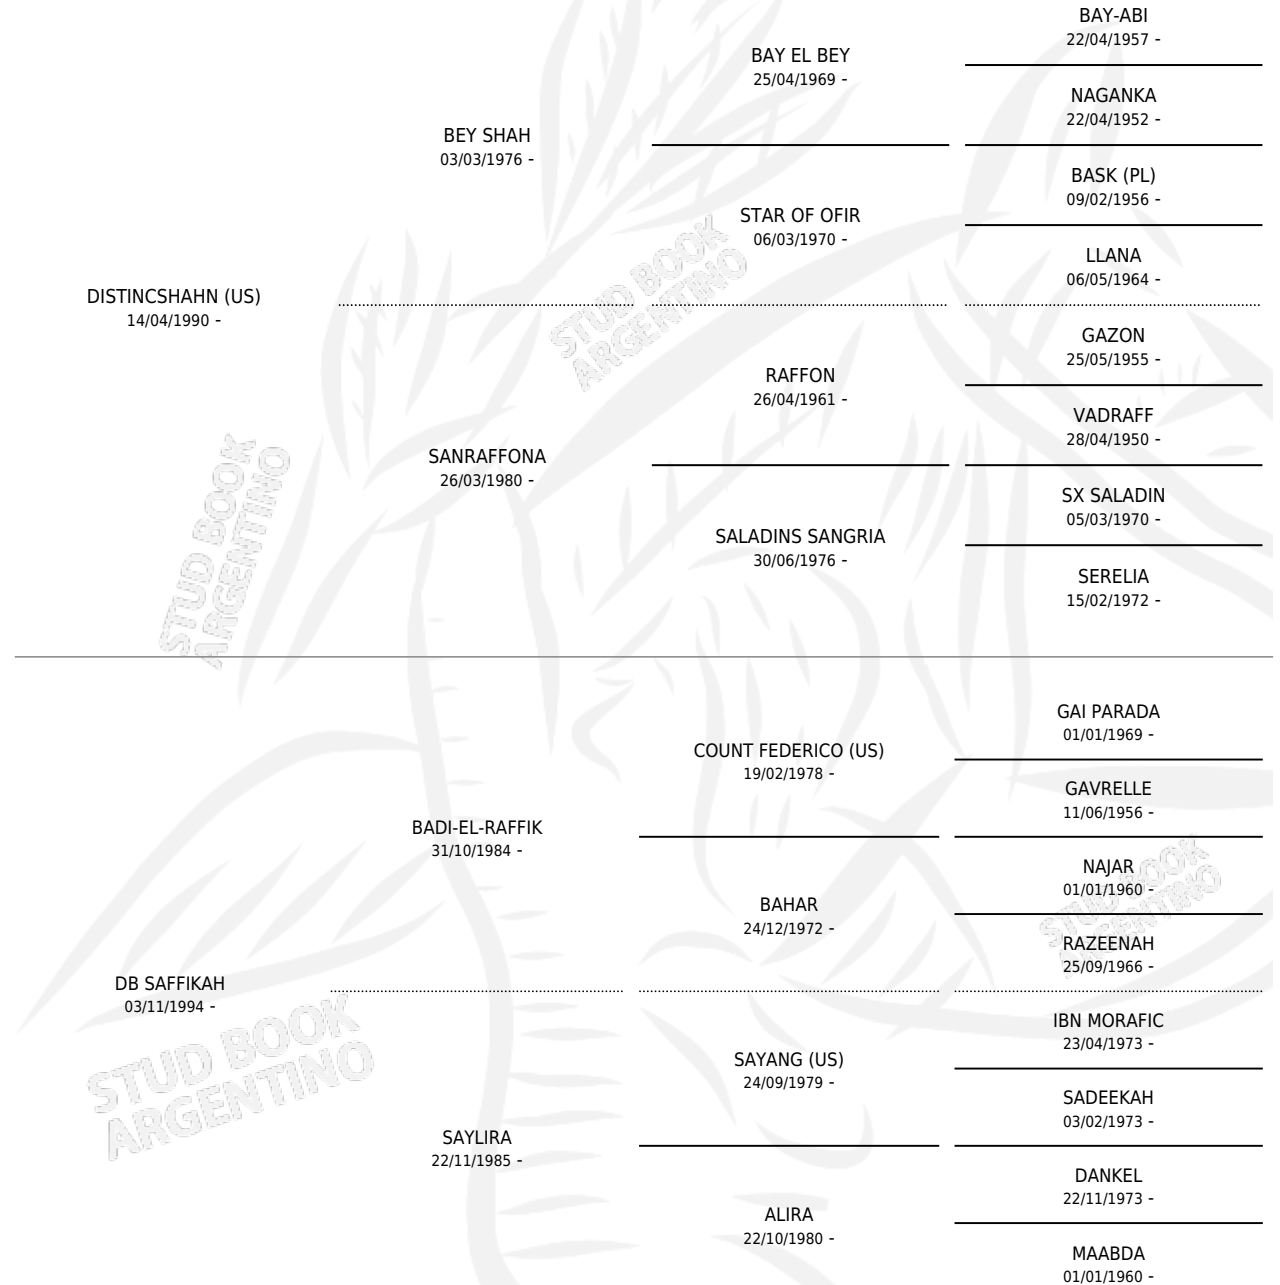 BAY-ABI
22/04/1957 -
BAY EL BEY
25/04/1969 -
NAGANKA
22/04/1952 -
BEY SHAH
03/03/1976 -
BASK (PL)
09/02/1956 -
STAR OF OFIR
06/03/1970 -
LLANA
06/05/1964 -
DISTINCSHAHN (US)
14/04/1990 -
GAZON
25/05/1955 -
RAFFON
26/04/1961 -
VADRAFF
28/04/1950 -
SANRAFFONA
26/03/1980 -
SX SALADIN
05/03/1970 -
SALADINS SANGRIA
30/06/1976 -
SERELIA
15/02/1972 -
STUD BOOK
ARGENTINO
STUD BOOK
ARGENTINO
GAI PARADA
01/01/1969 -
COUNT FEDERICO (US)
19/02/1978 -
GAVRELLE
11/06/1956 -
BADI-EL-RAFFIK
31/10/1984 -
NAJAR
01/01/1960 -
BAHAR
24/12/1972 -
RAZEENAH
25/09/1966 -
DB SAFFIKAH
03/11/1994 -
IBN MORAFIC
23/04/1973 -
SAYANG (US)
24/09/1979 -
SADEEKAH
03/02/1973 -
SAYLIRA
22/11/1985 -
DANKEL
22/11/1973 -
ALIRA
22/10/1980 -
MAABDA
01/01/1960 -
STUD BOOK
ARGENTINO
STUD BOOK
ARGENTINO